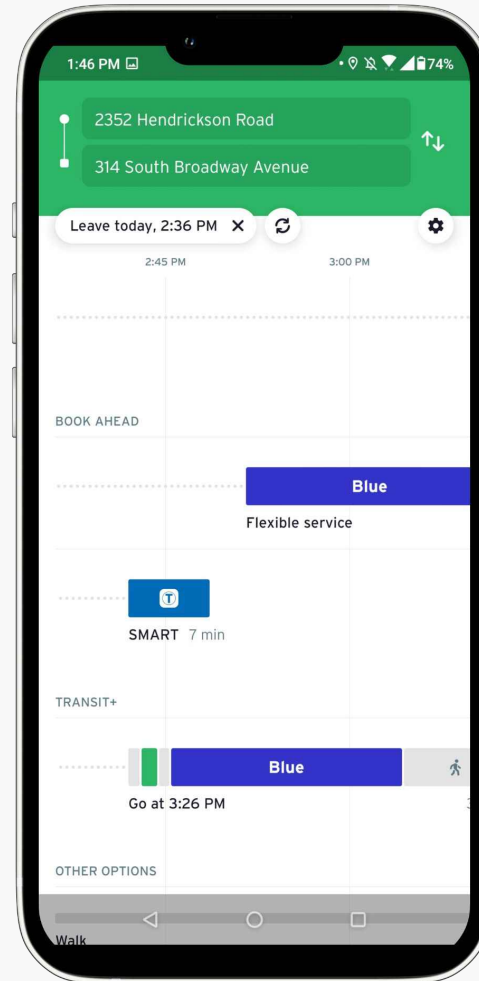 1:46 PM 74%
2352 Hendrickson Road
314 South Broadway Avenue
Leave today, 2:36 PM
2:45 PM 3:00 PM
BOOK AHEAD
Blue
Flexible service
T
SMART 7 min
TRANSIT+
Blue
Go at 3:26 PM
OTHER OPTIONS
Walk